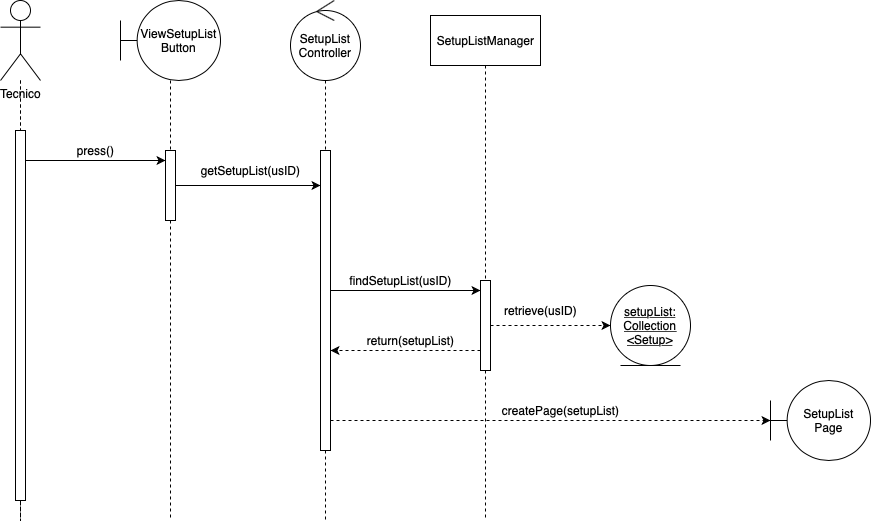 ViewSetupList
Button
SetupList
Controller
SetupListManager
Tecnico
press()
getSetupList(usID)
findSetupList(usID)
retrieve(usID)
setupList:
Collection
<Setup>
return(setupList)
createPage(setupList)
SetupList
Page